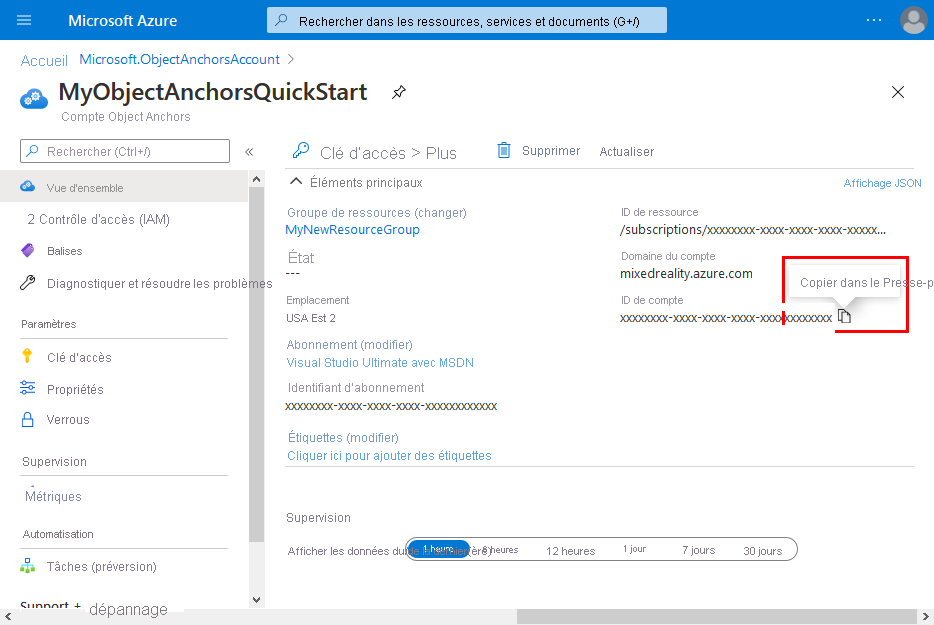 Microsoft Azure
Rechercher dans les ressources, services et documents (G+/)
Accueil Microsoft.ObjectAnchorsAccount
MyObjectAnchorsQuickStart
Compte Object Anchors
Rechercher (Ctrl+/)
Vue d'ensemble
2 Contrôle d'accès (IAM)
Balises
Diagnostiquer et résoudre les problèmes
Paramètres
Clé d'accès
Propriétés
Verrous
Supervision
Métriques
Automatisation
Tâches (préversion)
Support + dépannage
Clé d'accès > Plus
Supprimer
Actualiser
Éléments principaux
Affichage JSON
Groupe de ressources (changer)
MyNewResourceGroup
État
---
Emplacement
USA Est 2
Abonnement (modifier)
Visual Studio Ultimate avec MSDN
Identifiant d'abonnement
xxxxxxxx-xxxx-xxxx-xxxx-xxxxxxxxxxxx
Étiquettes (modifier)
Cliquer ici pour ajouter des étiquettes
ID de ressource
/subscriptions/xxxxxxxx-xxxx-xxxx-xxxx-xxxxx...
Domaine du compte
mixedreality.azure.com
Copier dans le Presse-p
ID de compte
xxxxxxxx-xxxx-xxxx-xxxx-xxxxxxxxxxxx
Supervision
Afficher les données du
1 heure
heures
12 heures
1 jour
7 jours
30 jours